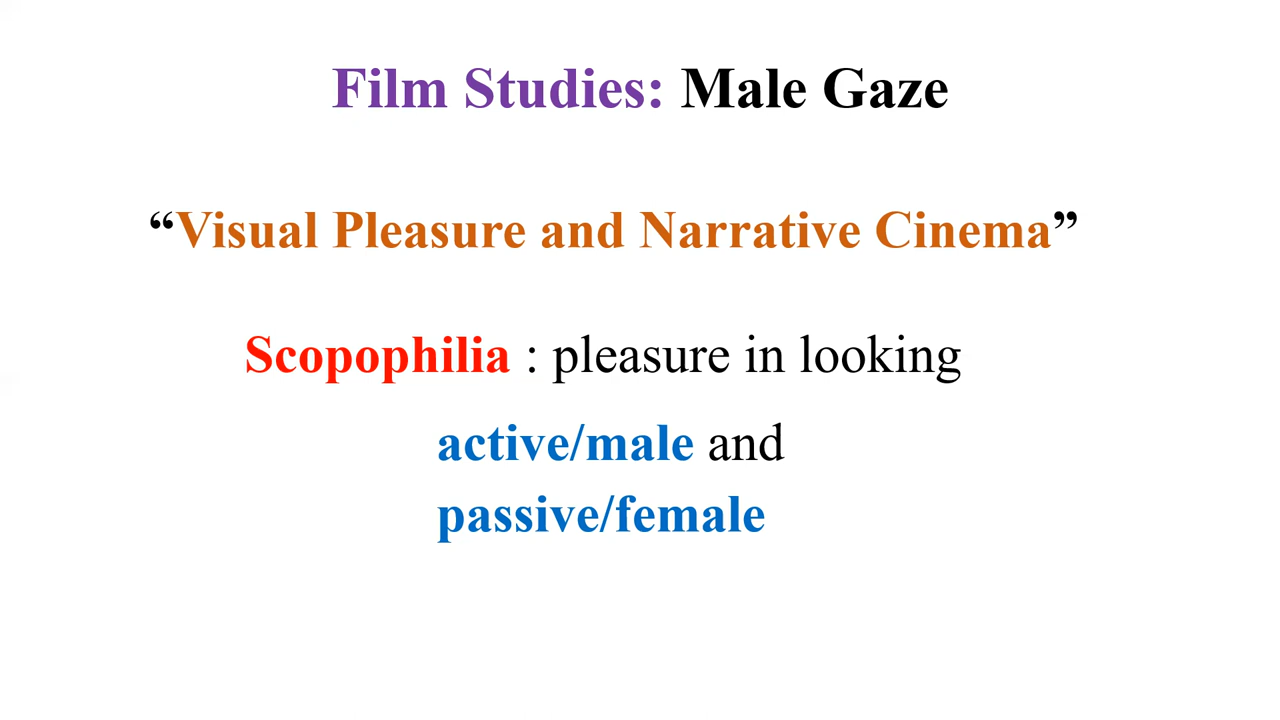 Film Studies: Male Gaze
“Visual Pleasure and Narrative Cinema”
Scopophilia : pleasure in looking
active/male and
passive/female